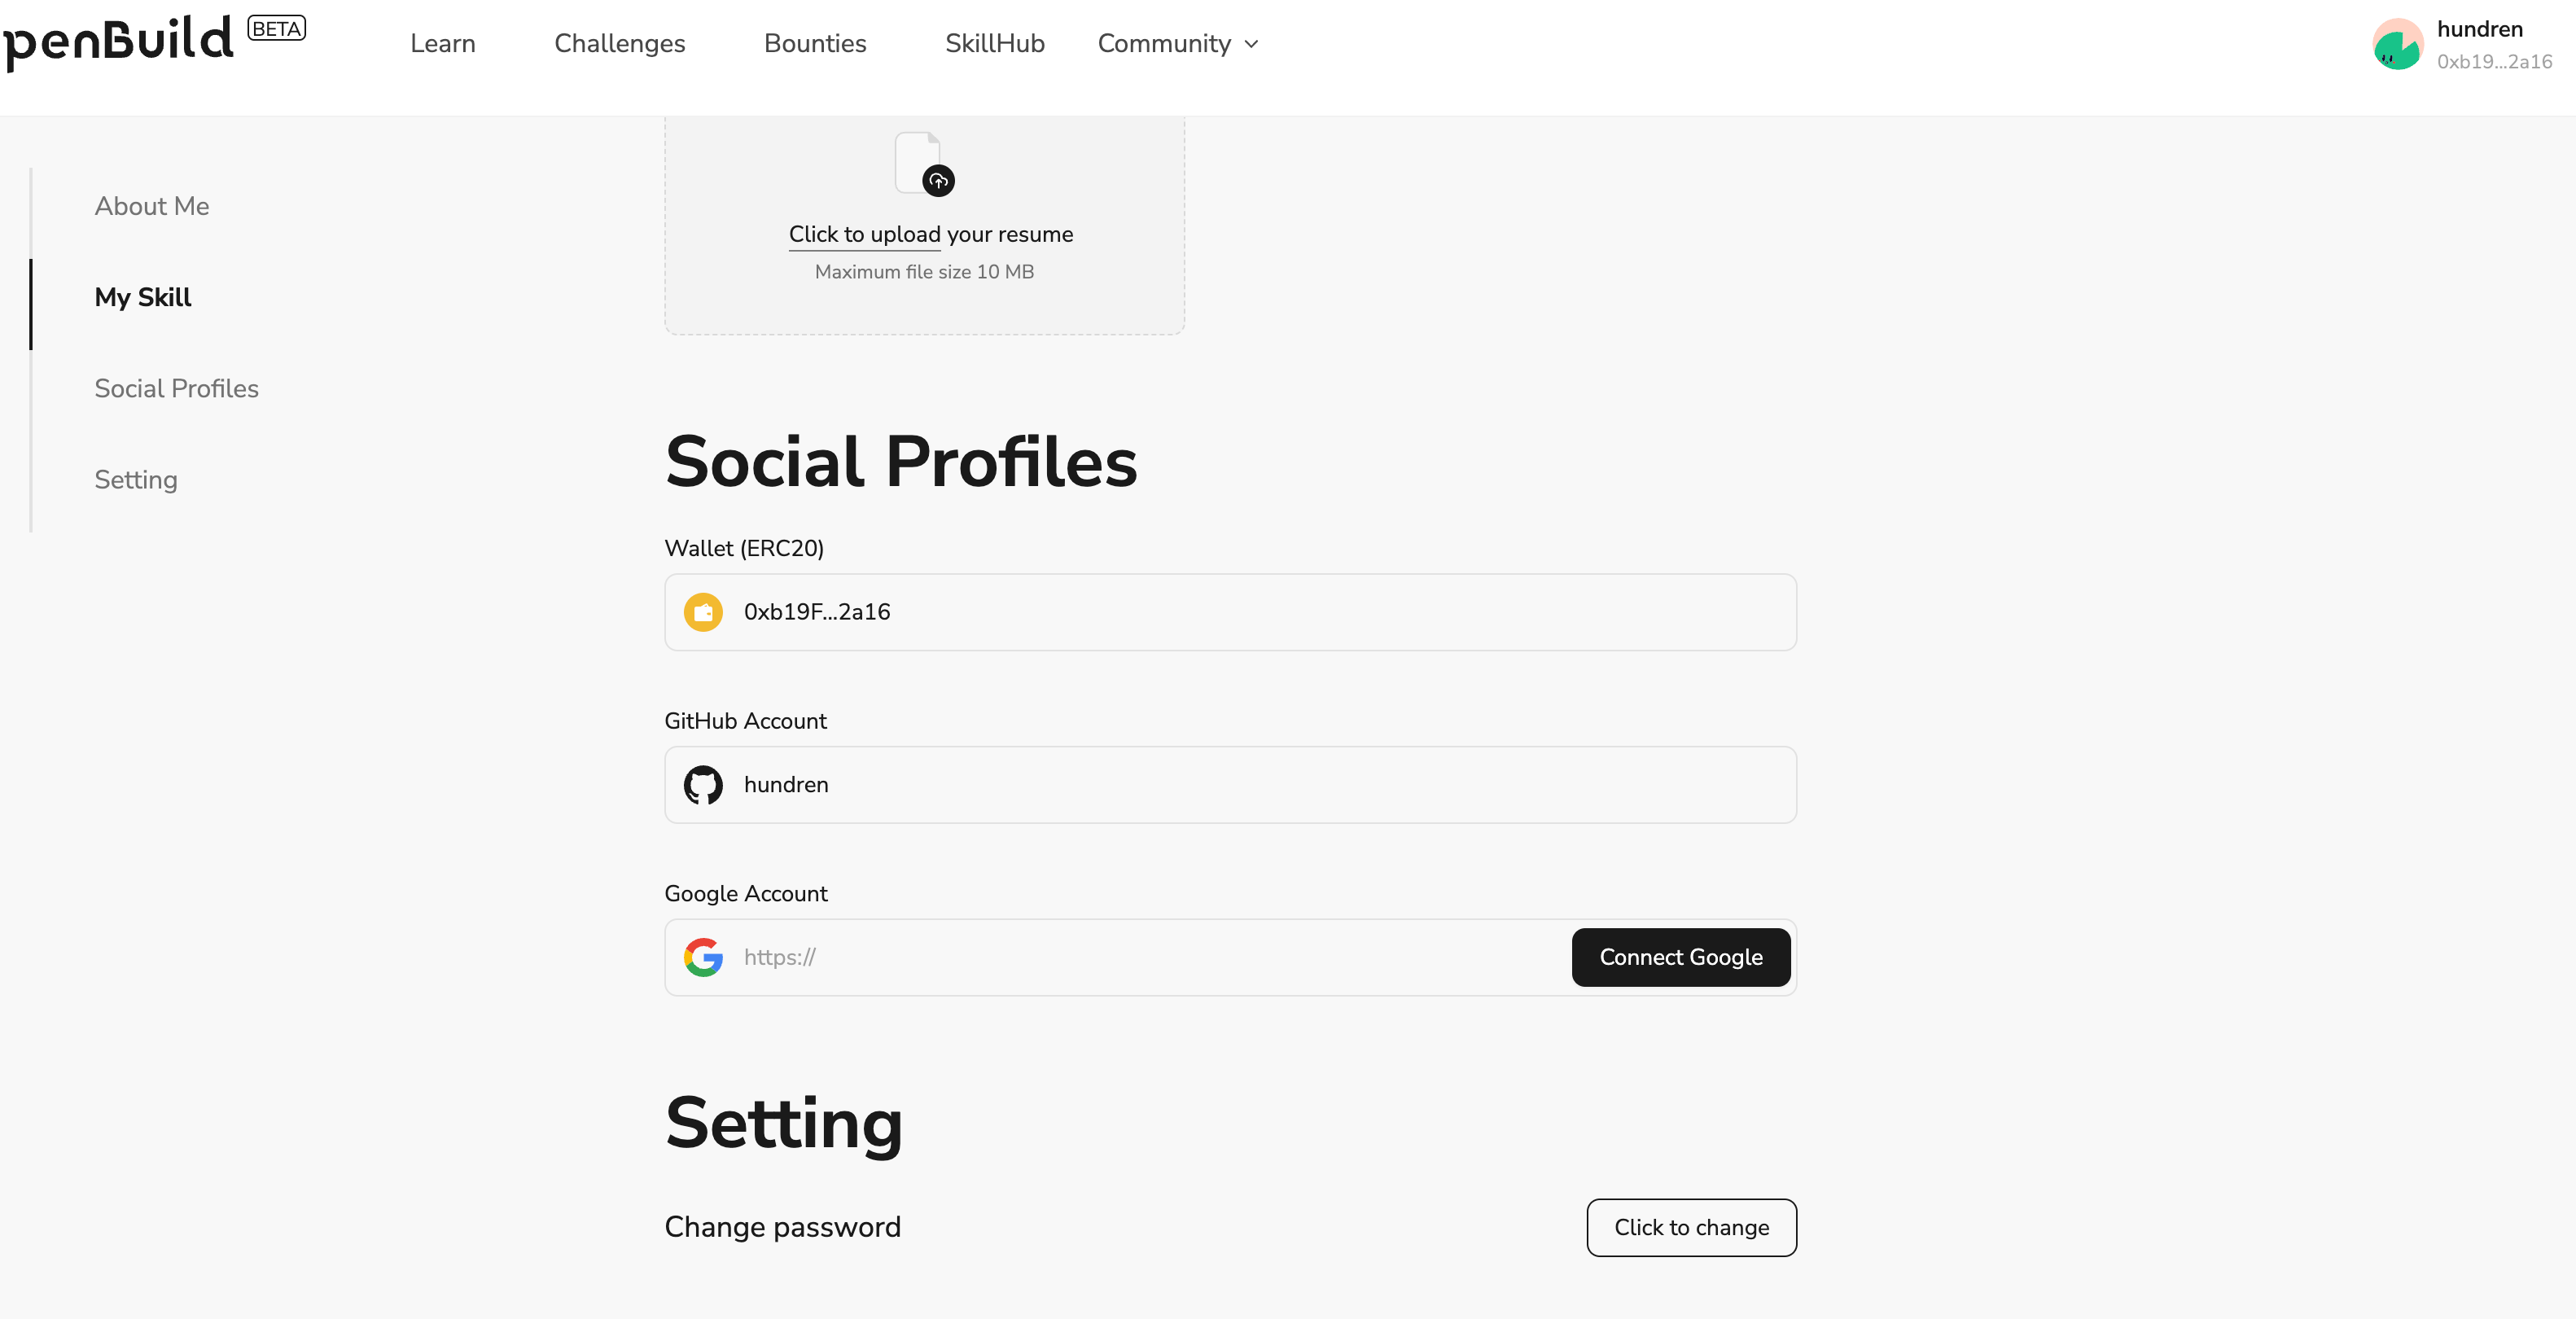 penBuild BETA
Learn Challenges Bounties SkillHub Community
hundren
0xb19...2a16
About Me
My Skill
Social Profiles
Setting
Click to upload your resume
Maximum file size 10 MB
Social Profiles
Wallet (ERC20)
0xb19F...2a16
GitHub Account
hundren
Google Account
https://
Connect Google
Setting
Change password
Click to change